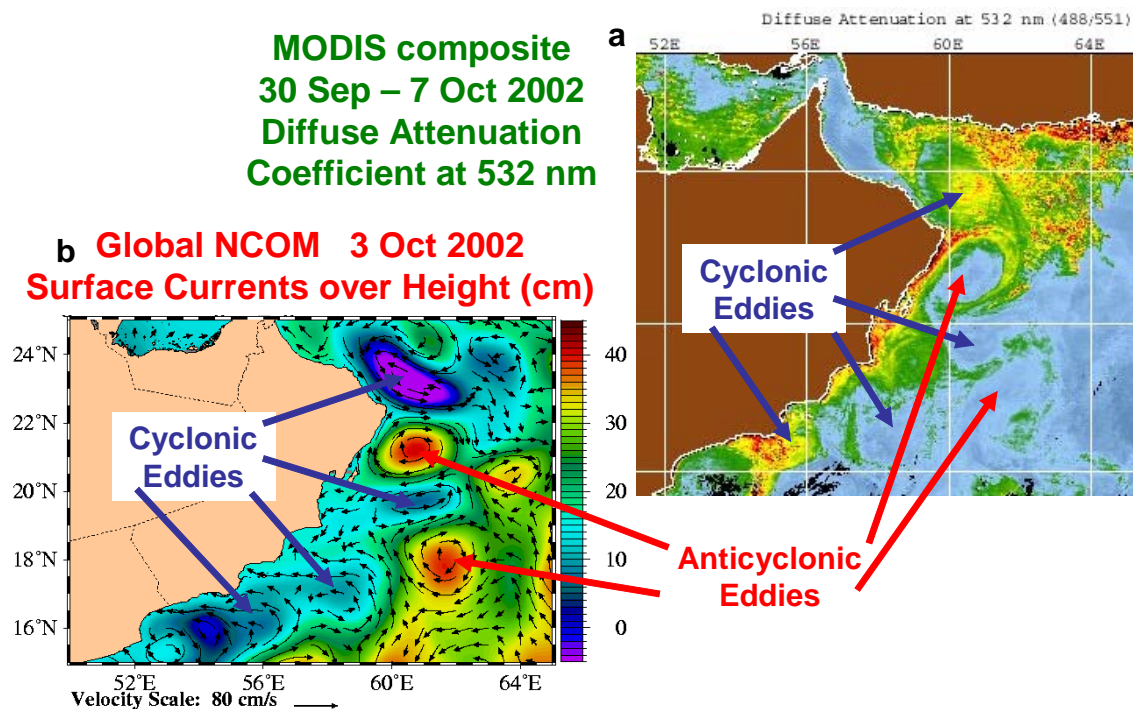 MODIS composite
30 Sep – 7 Oct 2002
Diffuse Attenuation
Coefficient at 532 nm
a
Diffuse Attenuation at 532 nm (488/551)
52E 56E 60E 64E
Cyclonic
Eddies
b Global NCOM 3 Oct 2002
Surface Currents over Height (cm)
24°N
22°N
20°N
18°N
16°N
52°E 56°E 60°E 64°E
40
30
20
10
0
Cyclonic
Eddies
Anticyclonic
Eddies
Velocity Scale: 80 cm/s